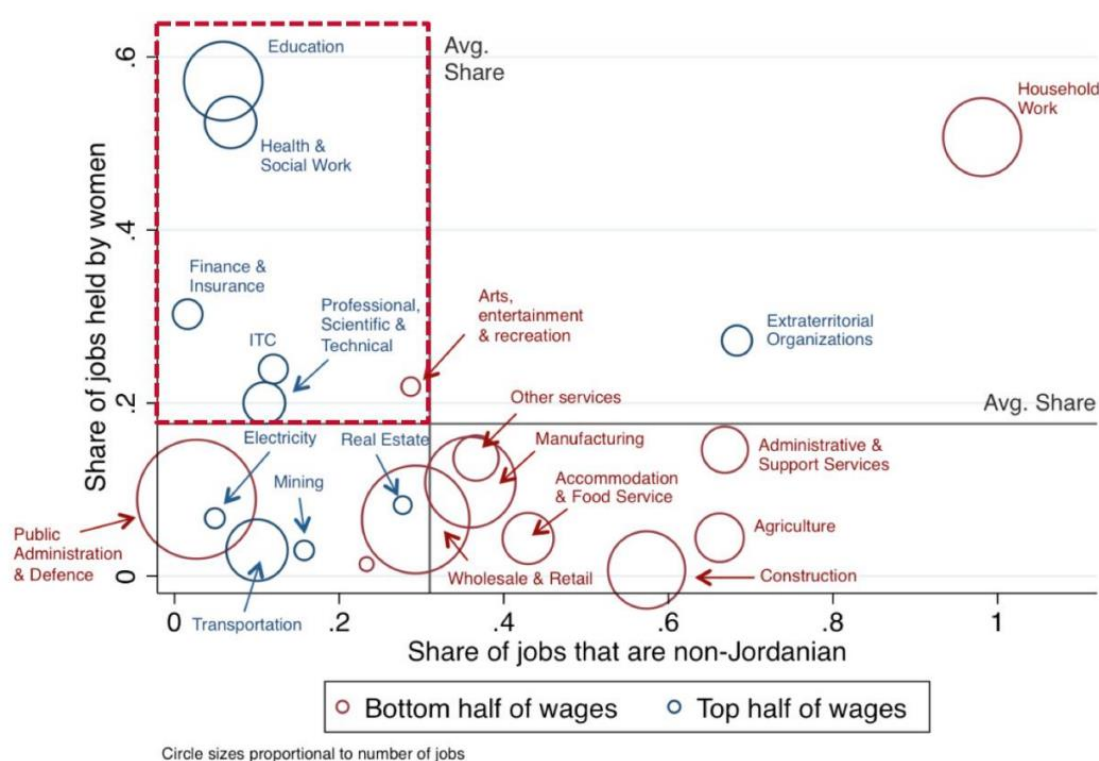 Share of jobs held by women
.6
.4
.2
0
Education
Avg.
Share
Household
Work
Health &
Social Work
Finance &
Insurance
Professional,
Scientific &
Technical
ITC
Arts,
entertainment
& recreation
Extraterritorial
Organizations
Other services
Avg. Share
Electricity
Real Estate
Manufacturing
Administrative &
Support Services
Mining
Accommodation
& Food Service
Public
Administration
& Defence
Agriculture
Wholesale & Retail
Construction
Transportation
0
.2
.4
.6
.8
1
Share of jobs that are non-Jordanian
Bottom half of wages
Top half of wages
Circle sizes proportional to number of jobs